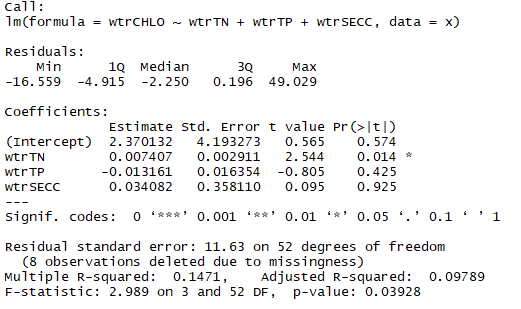 Call:
lm(formula = wtrCHLO ~ wtrTN + wtrTP + wtrSECC, data = x)
Residuals:
Min 1Q Median 3Q Max
-16.559 -4.915 -2.250 0.196 49.029
Coefficients:
Estimate Std. Error t value Pr(>|t|)
(Intercept) 2.370132 4.193273 0.565 0.574
wtrTN 0.007407 0.002911 2.544 0.014 *
wtrTP -0.013161 0.016354 -0.805 0.425
wtrSECC 0.034082 0.358110 0.095 0.925
---
Signif. codes: 0 ‘***’ 0.001 ‘**’ 0.01 ‘*’ 0.05 ‘.’ 0.1 ‘ ’ 1
Residual standard error: 11.63 on 52 degrees of freedom
(8 observations deleted due to missingness)
Multiple R-squared: 0.1471, Adjusted R-squared: 0.09789
F-statistic: 2.989 on 3 and 52 DF, p-value: 0.03928